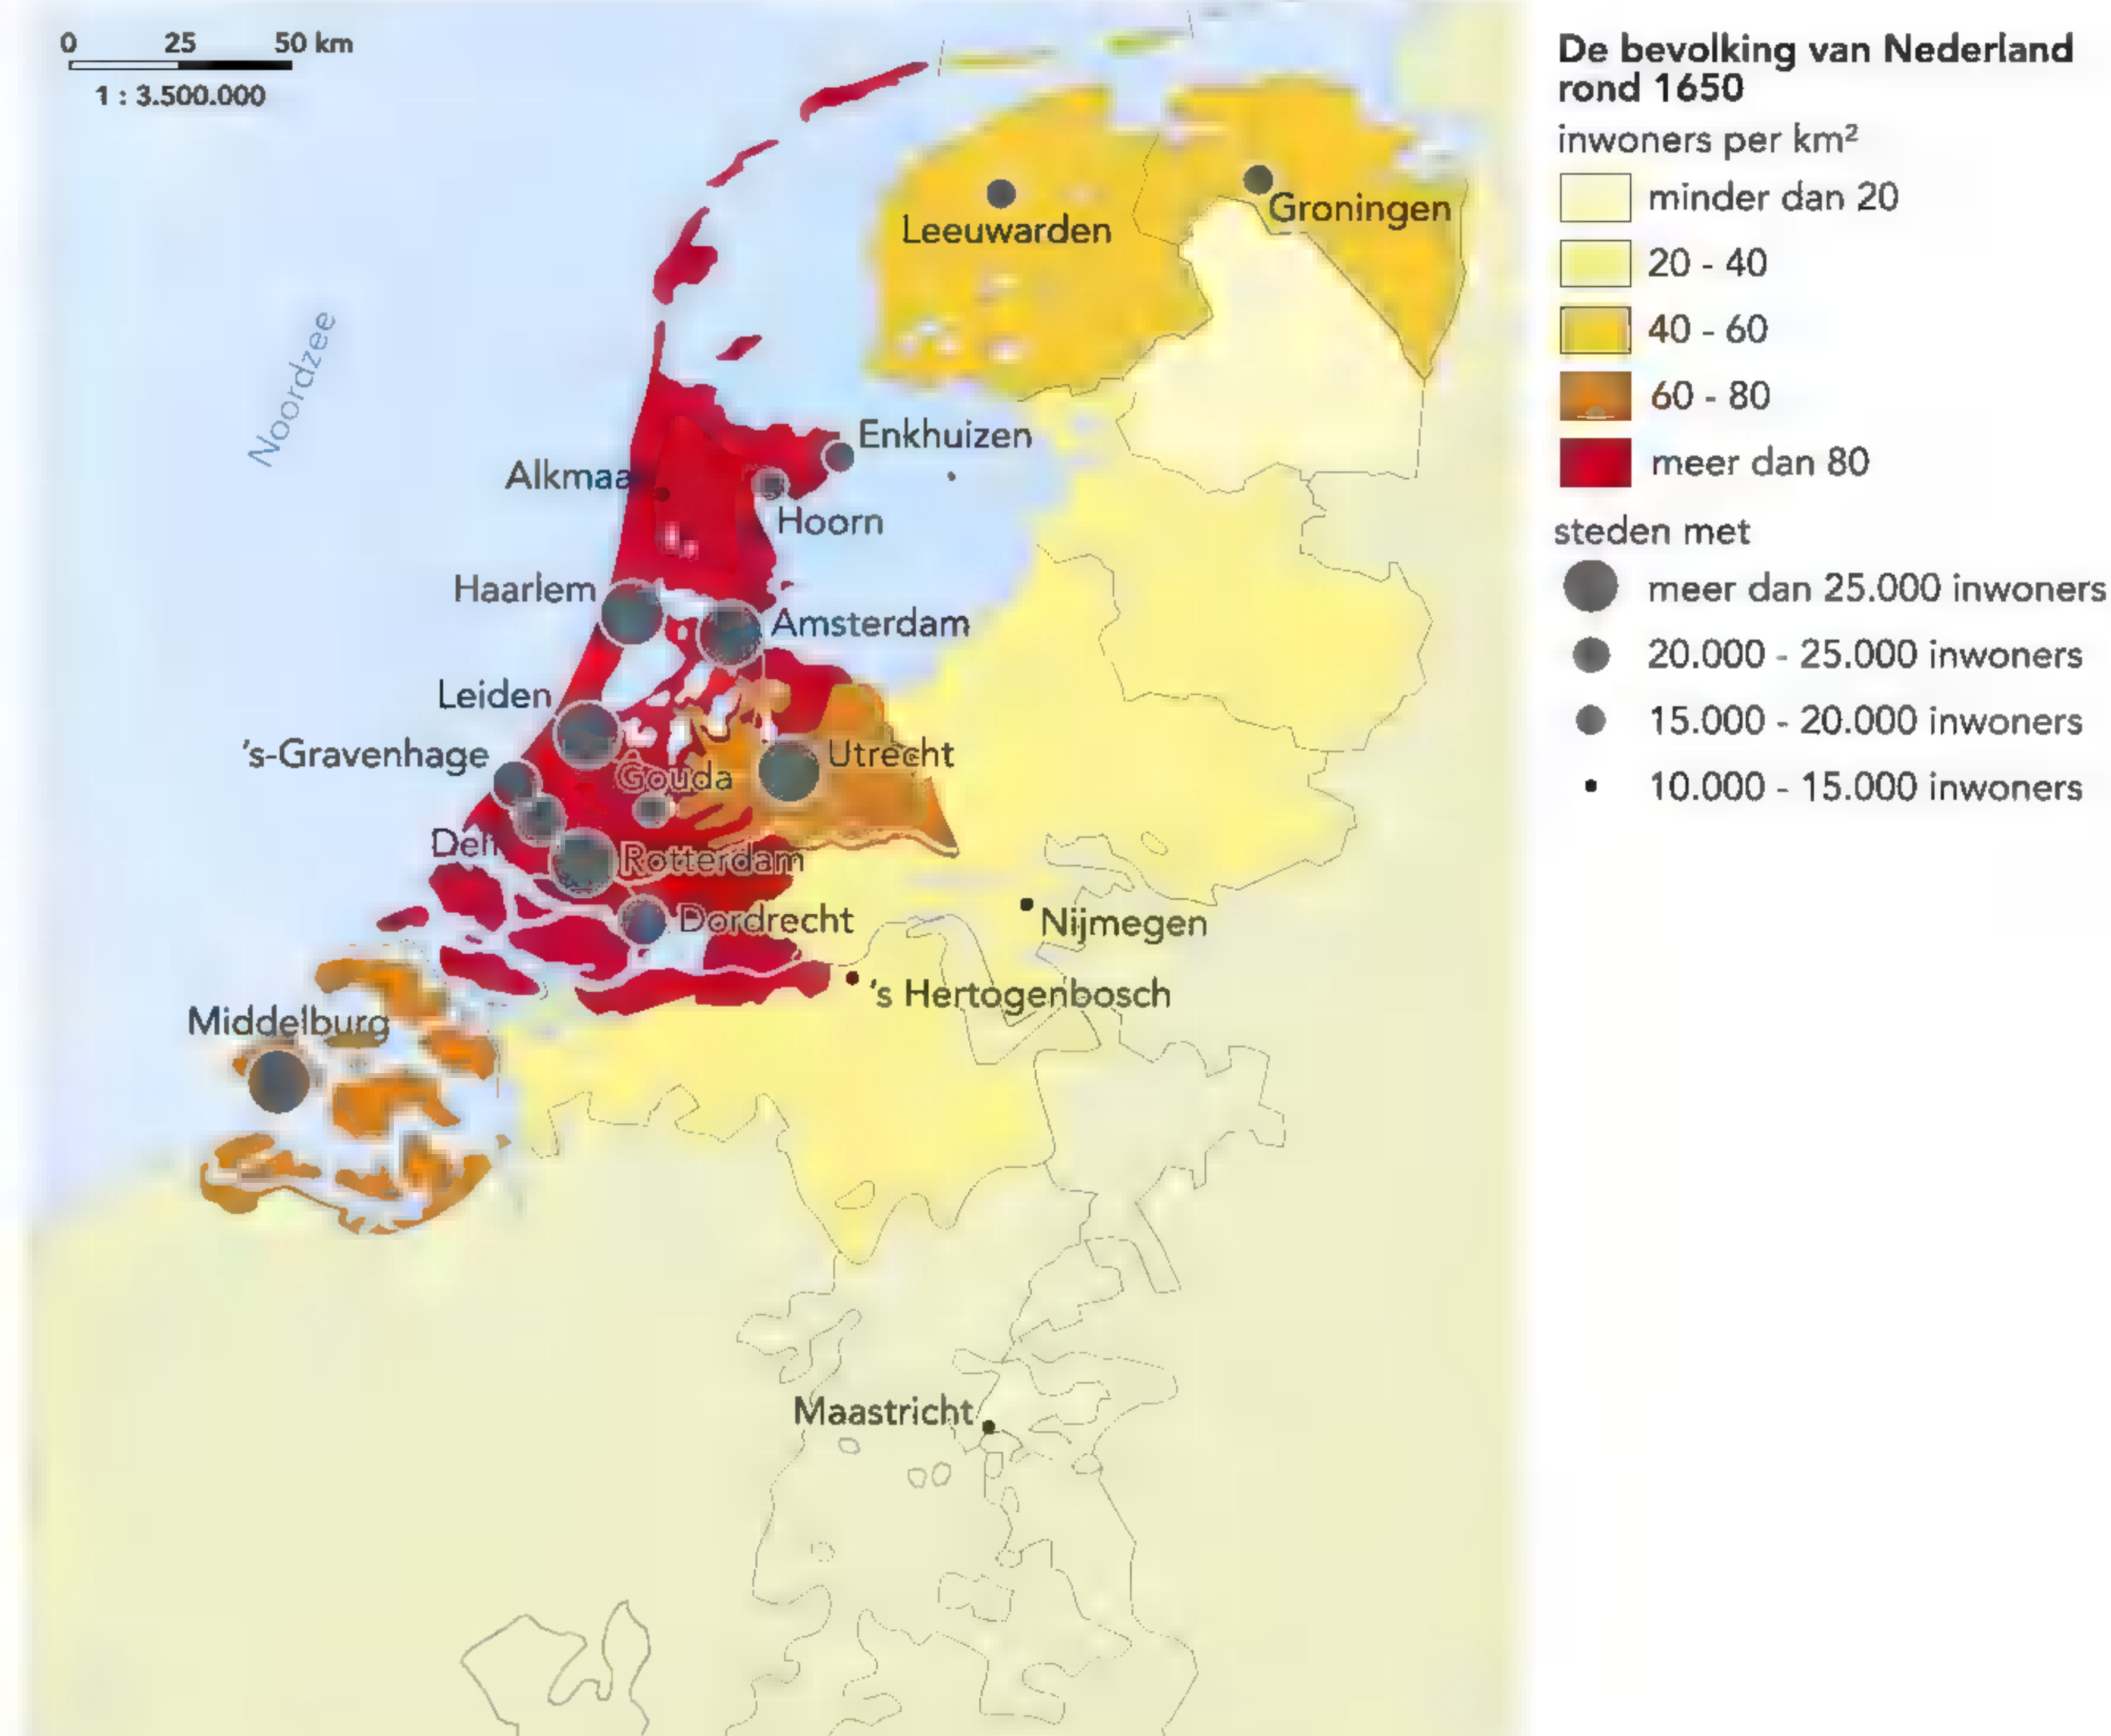 0 25 50 km
1 : 3.500.000
Noordzee
Leeuwarden
Groningen
Enkhuizen
Alkmaa
Hoorn
Haarlem
Amsterdam
Leiden
's-Gravenhage
Utrecht
Gouda
Delf
Rotterdam
Dordrecht
Nijmegen
's Hertogenbosch
Middelburg
Maastricht
De bevolking van Nederland
rond 1650
inwoners per km²
minder dan 20
20 - 40
40 - 60
60 - 80
meer dan 80
steden met
meer dan 25.000 inwoners
20.000 - 25.000 inwoners
15.000 - 20.000 inwoners
10.000 - 15.000 inwoners